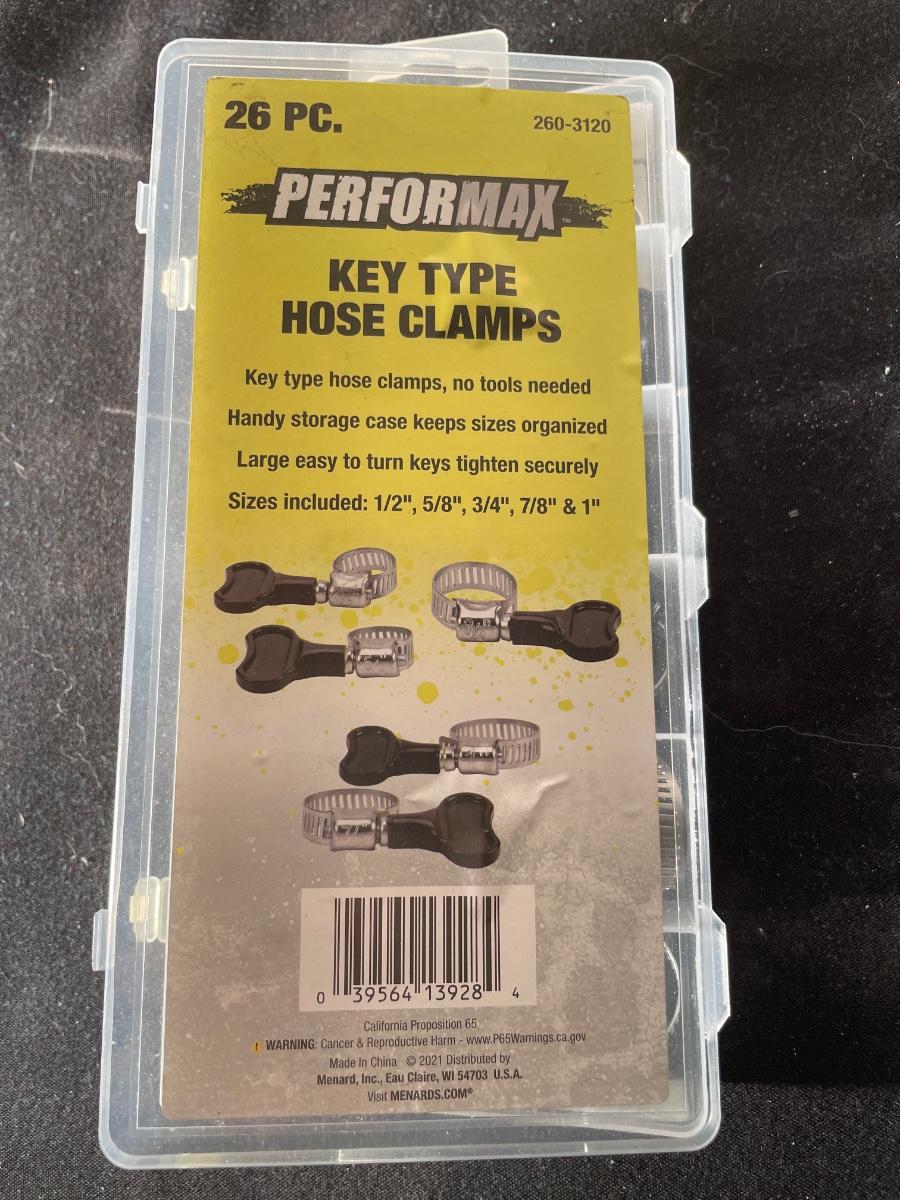 26 PC.
260-3120
PERFORMAX™
KEY TYPE
HOSE CLAMPS
Key type hose clamps, no tools needed
Handy storage case keeps sizes organized
Large easy to turn keys tighten securely
Sizes included: 1/2", 5/8", 3/4", 7/8" & 1"
0 39564 13928 4
California Proposition 65
WARNING: Cancer & Reproductive Harm - www.P65Warnings.ca.gov
Made In China © 2021 Distributed by
Menard, Inc., Eau Claire, WI 54703 U.S.A.
Visit MENARDS.COM®